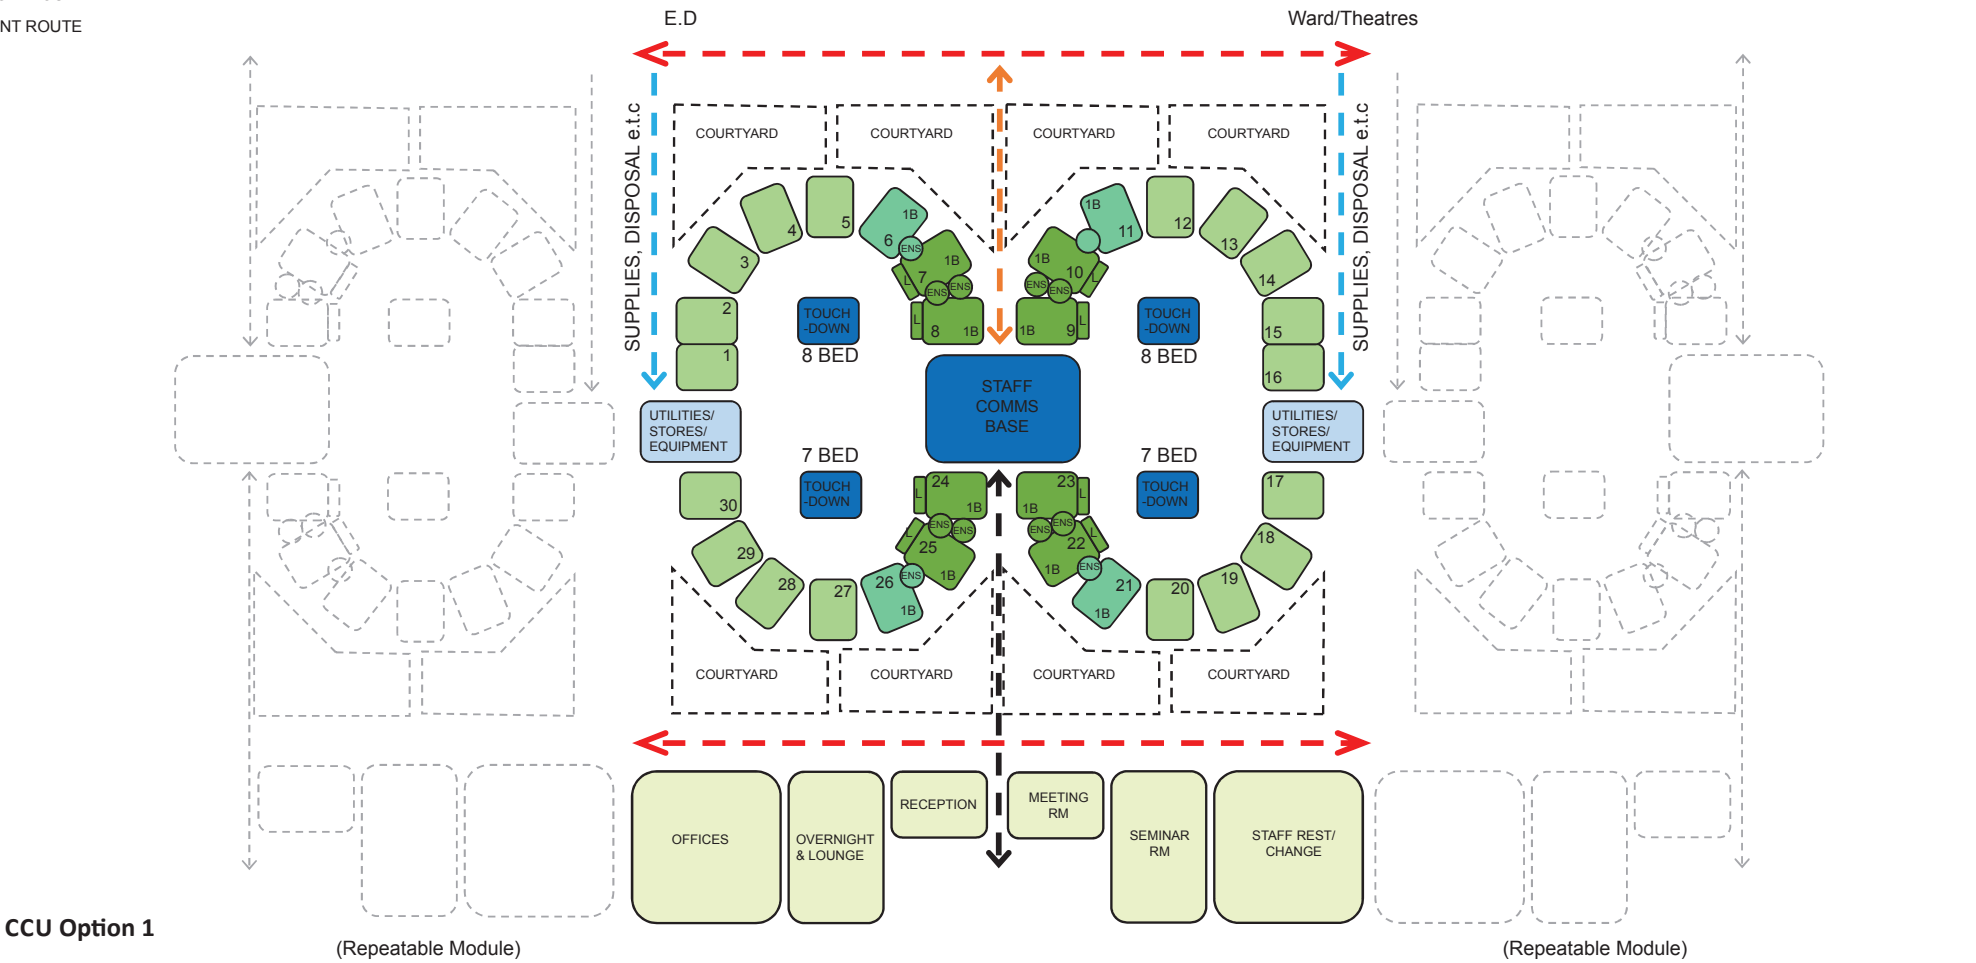 E.D
Ward/Theatres
NT ROUTE
SUPPLIES, DISPOSAL e.t.c
SUPPLIES, DISPOSAL e.t.c
COURTYARD
COURTYARD
COURTYARD
COURTYARD
1
2
3
4
5
6
1B
ENS
7
1B
L
ENS
ENS
8
1B
L
9
1B
L
10
1B
L
ENS
ENS
11
1B
12
13
14
15
16
TOUCH
-DOWN
8 BED
TOUCH
-DOWN
8 BED
STAFF
COMMS
BASE
UTILITIES/
STORES/
EQUIPMENT
UTILITIES/
STORES/
EQUIPMENT
7 BED
TOUCH
-DOWN
7 BED
TOUCH
-DOWN
17
18
19
20
21
1B
ENS
22
1B
L
ENS
ENS
23
1B
L
24
1B
L
25
1B
L
ENS
ENS
26
1B
ENS
27
28
29
30
COURTYARD
COURTYARD
COURTYARD
COURTYARD
OFFICES
OVERNIGHT
& LOUNGE
RECEPTION
MEETING
RM
SEMINAR
RM
STAFF REST/
CHANGE
CCU Option 1
(Repeatable Module)
(Repeatable Module)